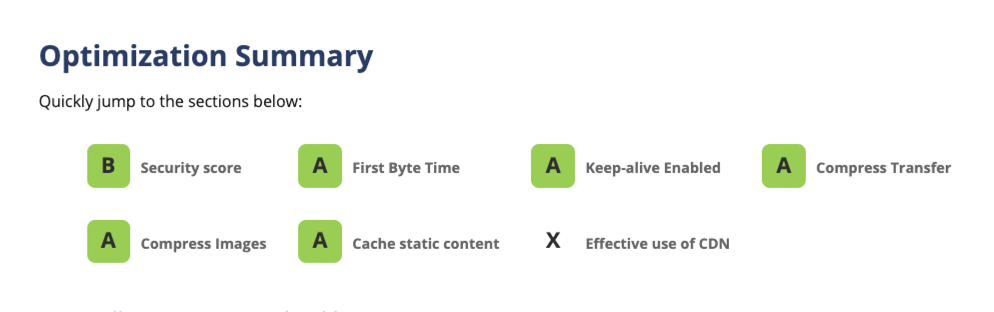 Optimization Summary
Quickly jump to the sections below:
B Security score A First Byte Time A Keep-alive Enabled A Compress Transfer
A Compress Images A Cache static content X Effective use of CDN